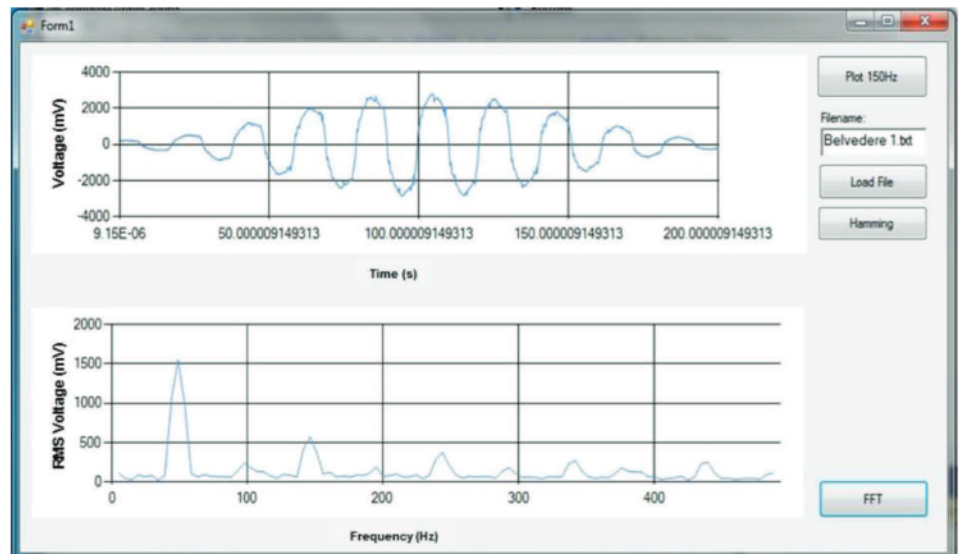 Form1
4000
2000
0
-2000
-4000
Voltage (mV)
9.15E-06 50.000009149313 100.000009149313 150.000009149313 200.000009149313
Time (s)
Plot 150Hz
Filename:
Belvedere 1.txt
Load File
Hamming
2000
1500
1000
500
0
RMS Voltage (mV)
0 100 200 300 400
Frequency (Hz)
FFT